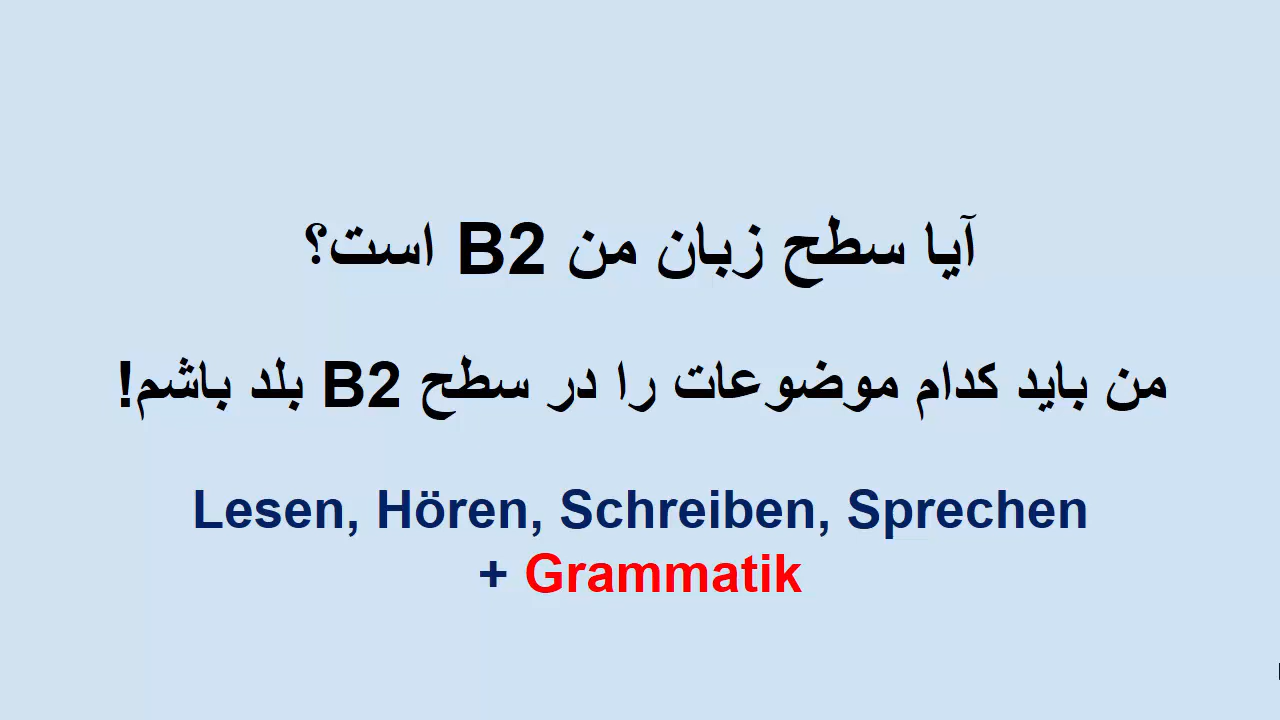 آیا سطح زبان من B2 است؟
من باید کدام موضوعات را در سطح B2 بلد باشم!
Lesen, Hören, Schreiben, Sprechen
+ Grammatik